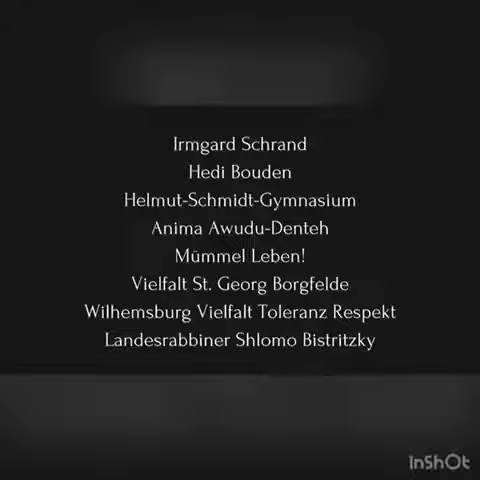 Irmgard Schrand
Hedi Bouden
Helmut-Schmidt-Gymnasium
Anima Awudu-Denteh
Mümmel Leben!
Vielfalt St. Georg Borgfelde
Wilhemsburg Vielfalt Toleranz Respekt
Landesrabbiner Shlomo Bistritzky
InShOt